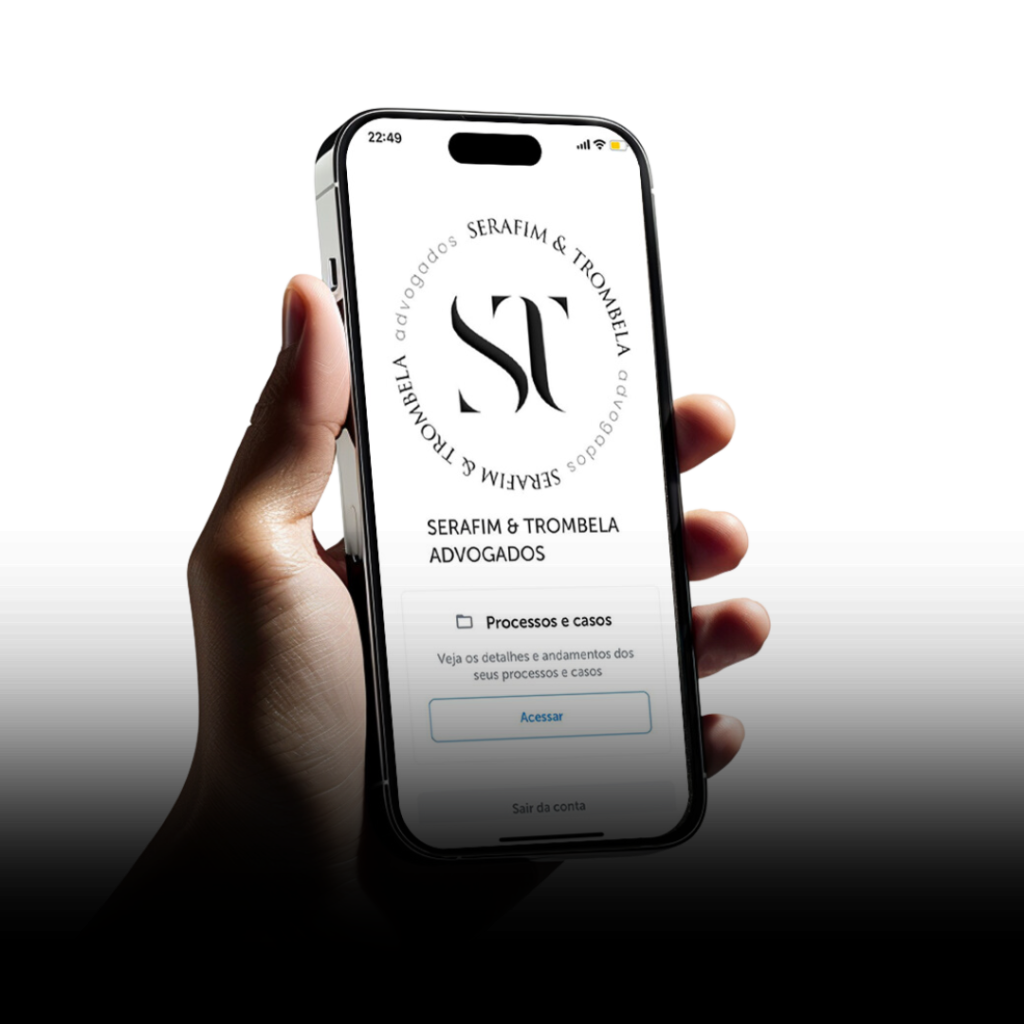 22:49
SERAFIM & TROMBELA
advogados
SERAFIM & TROMBELA
advogados
ST
SERAFIM & TROMBELA
ADVOGADOS
Processos e casos
Veja os detalhes e andamentos dos
seus processos e casos
Acessar
Sair da conta